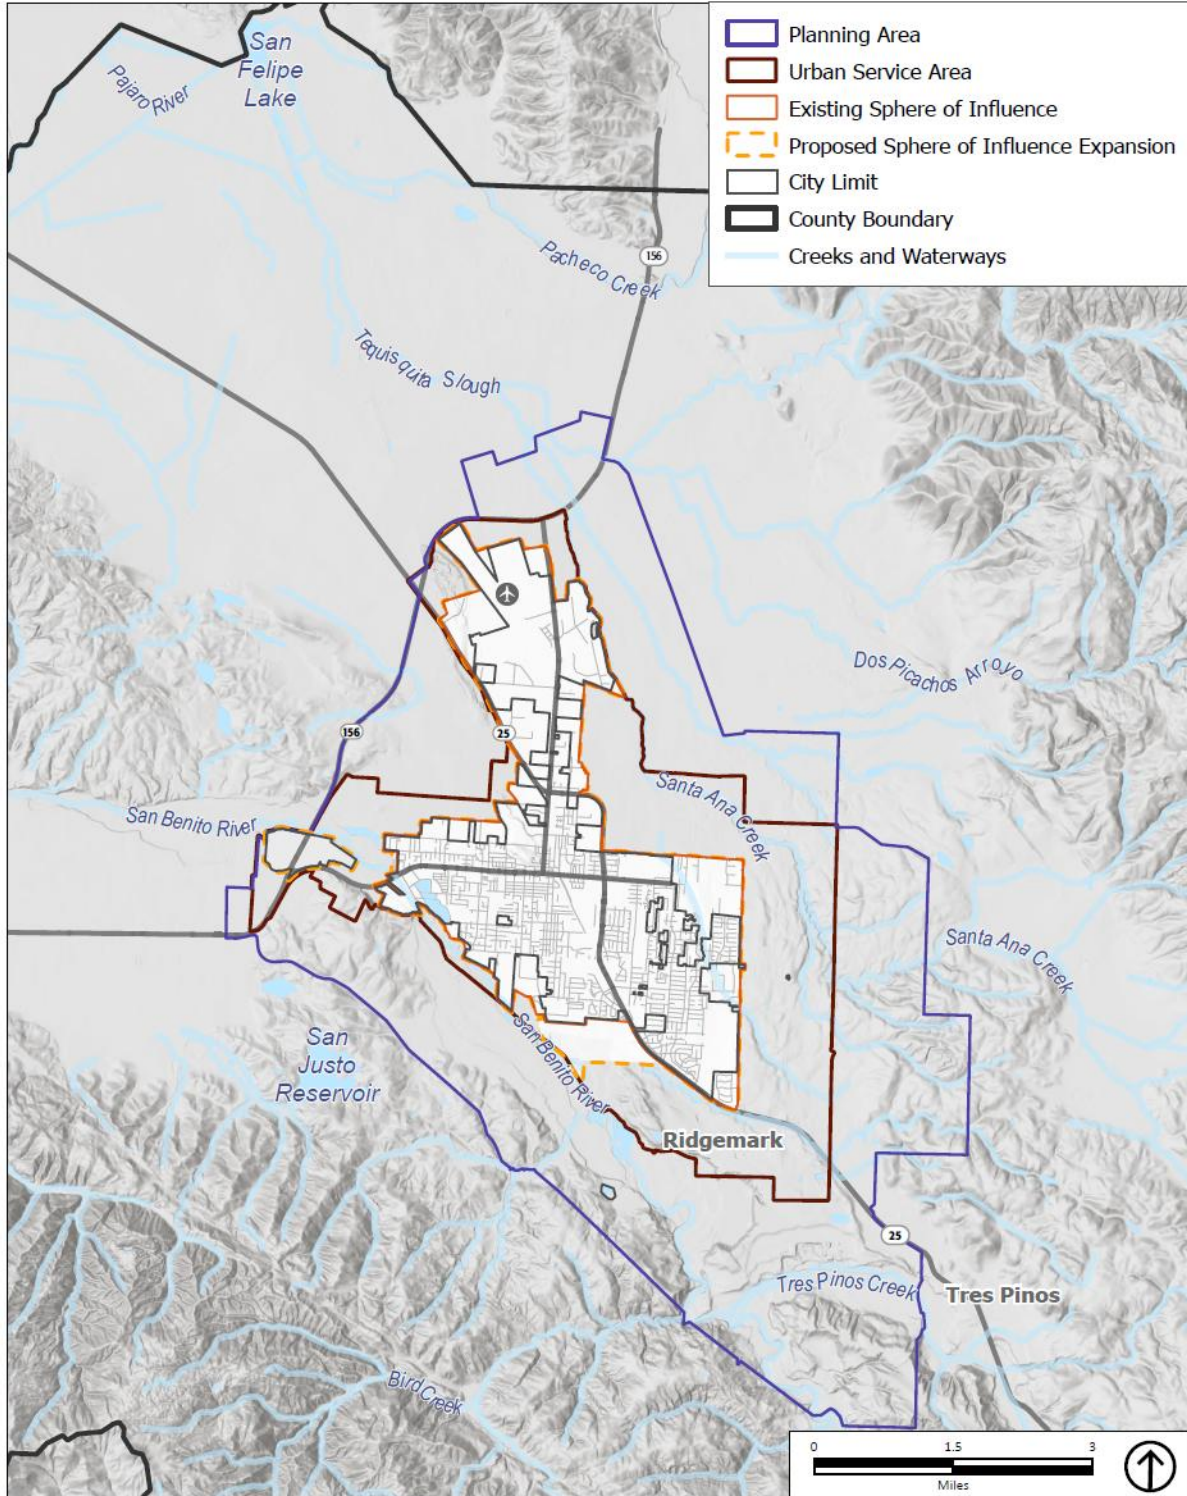 Planning Area
Urban Service Area
Existing Sphere of Influence
Proposed Sphere of Influence Expansion
City Limit
County Boundary
Creeks and Waterways
San
Felipe
Lake
Pajaro River
156
Pacheco Creek
Tequisquita Slough
Dos Picachos Arroyo
156
25
Santa Ana Creek
San Benito River
Santa Ana Creek
San
Justo
Reservoir
San Benito River
Ridgemark
25
Tres Pinos Creek
Tres Pinos
Bird Creek
0 1.5 3
Miles